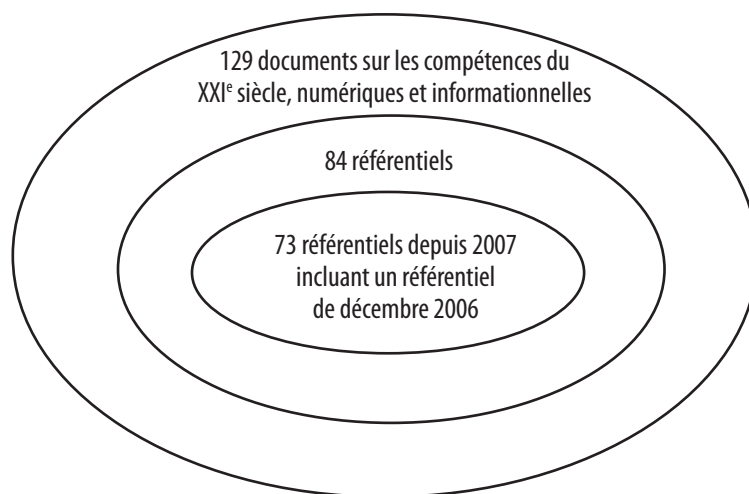 129 documents sur les compétences du
XXIᵉ siècle, numériques et informationnelles
84 référentiels
73 référentiels depuis 2007
incluant un référentiel
de décembre 2006